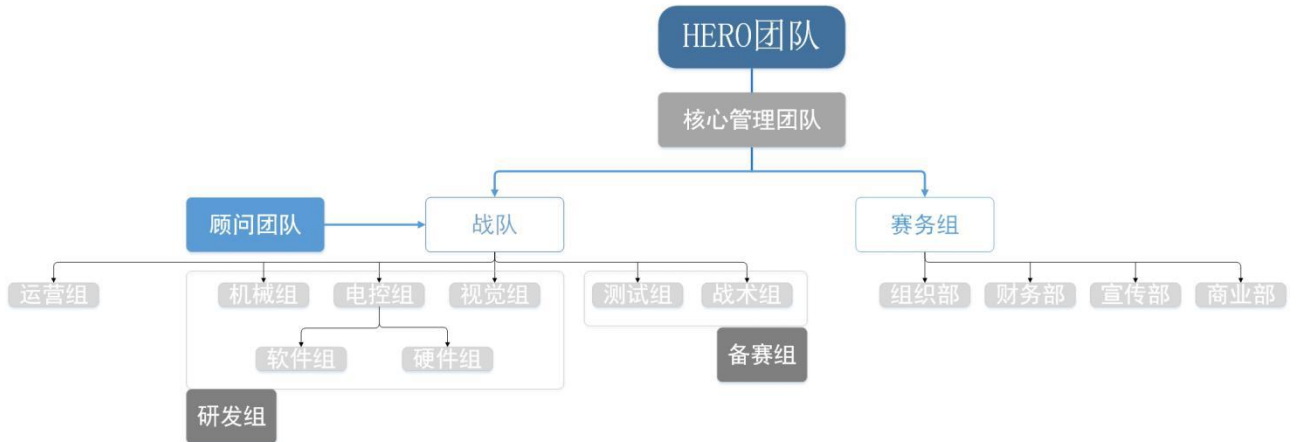 HERO团队
核心管理团队
顾问团队
战队
赛务组
运营组
机械组
电控组
视觉组
测试组
战术组
组织部
财务部
宣传部
商业部
软件组
硬件组
备赛组
研发组